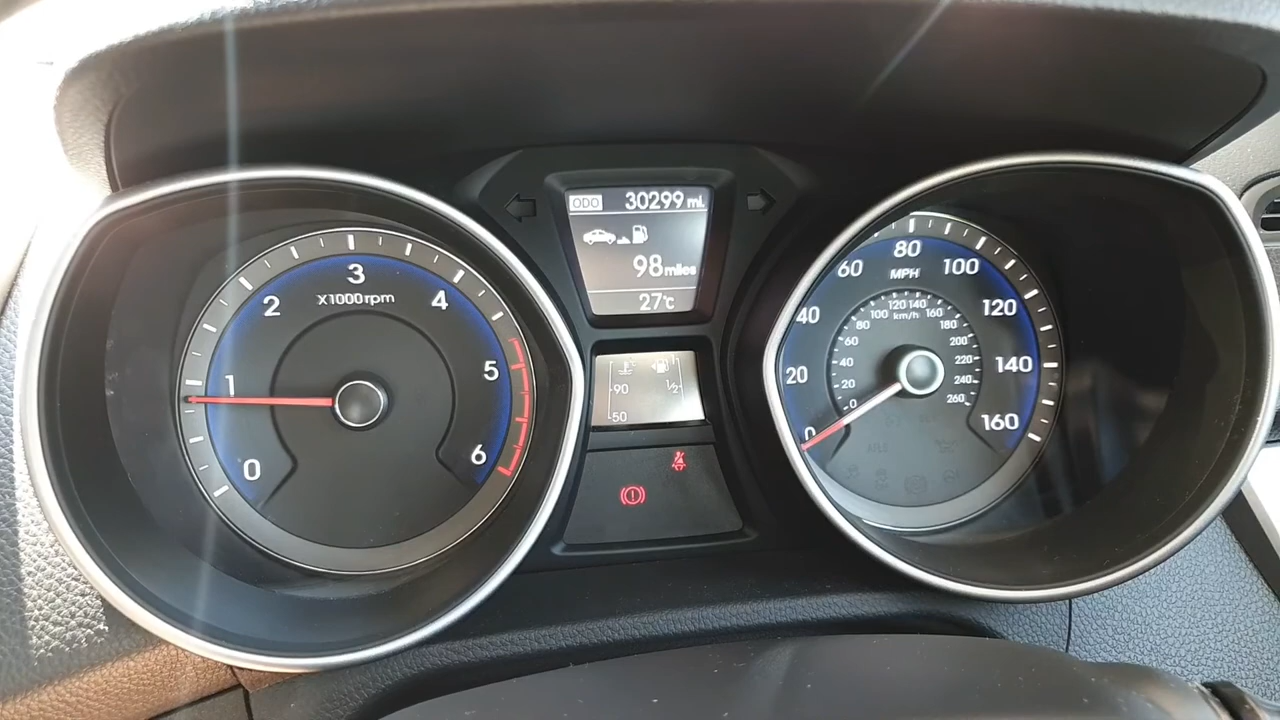 ODO 30299 mi.
98 miles
27°C
90 ½
50
0 1 2 3 4 5 6
X1000rpm
0 20 40 60 80 100 120 140 160
MPH
0 20 40 60 80 100 120 140 160 180 200 220 240 260
km/h